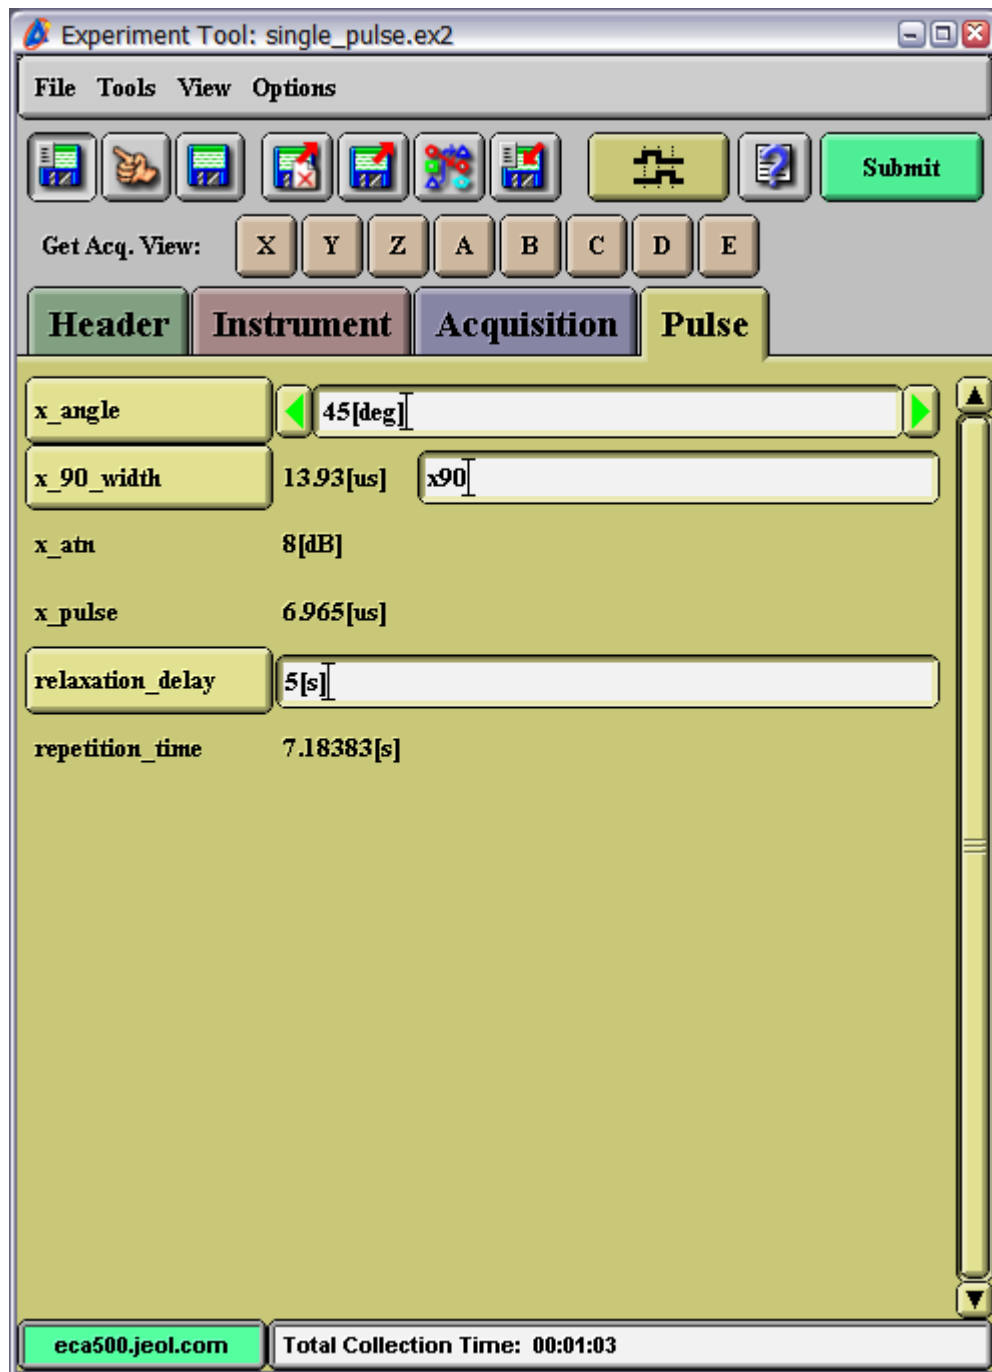 Experiment Tool: single_pulse.ex2
File Tools View Options
Submit
Get Acq. View: X Y Z A B C D E
Header Instrument Acquisition Pulse
x_angle 45[deg]
x_90_width 13.93[us] x90
x_atn 8[dB]
x_pulse 6.965[us]
relaxation_delay 5[s]
repetition_time 7.18383[s]
eca500.jeol.com Total Collection Time: 00:01:03